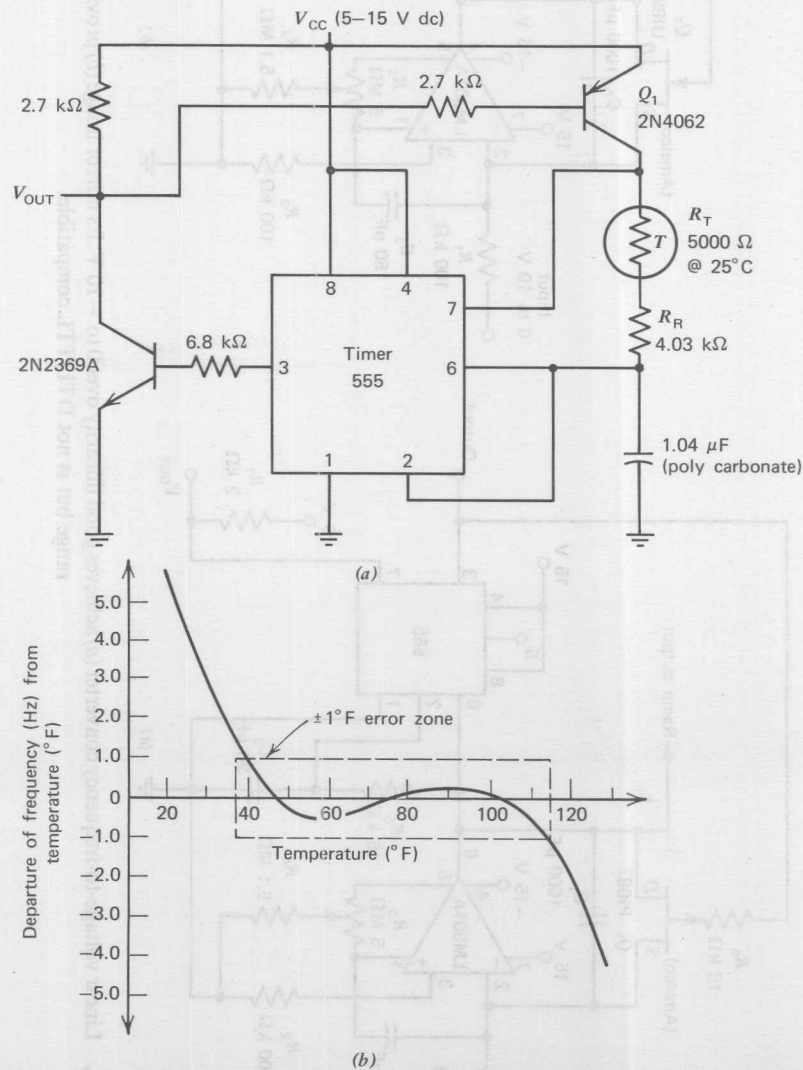 V_CC (5–15 V dc)
2.7 kΩ
2.7 kΩ
Q_1
2N4062
V_OUT
R_T
5000 Ω
@ 25°C
T
8
4
7
R_R
4.03 kΩ
2N2369A
6.8 kΩ
3
Timer
555
6
1
2
1.04 μF
(poly carbonate)
(a)
Departure of frequency (Hz) from
temperature (°F)
5.0
4.0
3.0
2.0
1.0
0
−1.0
−2.0
−3.0
−4.0
−5.0
±1°F error zone
20
40
60
80
100
120
Temperature (°F)
(b)